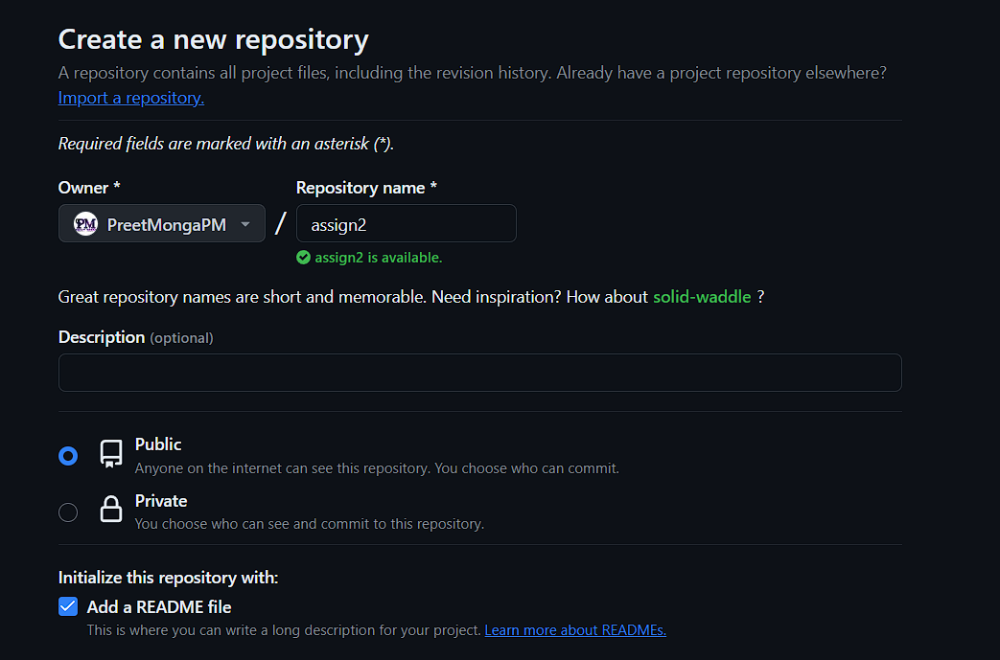 Create a new repository
A repository contains all project files, including the revision history. Already have a project repository elsewhere?
Import a repository.
Required fields are marked with an asterisk (*).
Owner * Repository name *
PM PreetMongaPM / assign2
assign2 is available.
Great repository names are short and memorable. Need inspiration? How about solid-waddle ?
Description (optional)
Public
Anyone on the internet can see this repository. You choose who can commit.
Private
You choose who can see and commit to this repository.
Initialize this repository with:
Add a README file
This is where you can write a long description for your project. Learn more about READMEs.